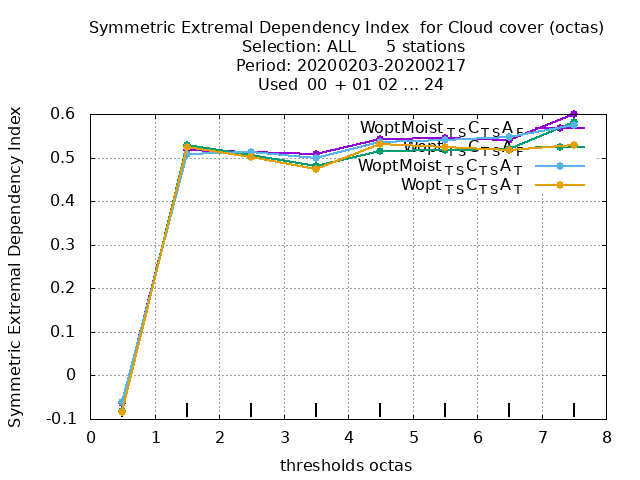 Symmetric Extremal Dependency Index for Cloud cover (octas)
Selection: ALL 5 stations
Period: 20200203-20200217
Used 00 + 01 02 ... 24
Symmetric Extremal Dependency Index
0.6
0.5
0.4
0.3
0.2
0.1
0
-0.1
WoptMoist TS C TS A F
Wopt TS C TS A F
WoptMoist TS C TS A T
Wopt TS C TS A T
0 1 2 3 4 5 6 7 8
thresholds octas